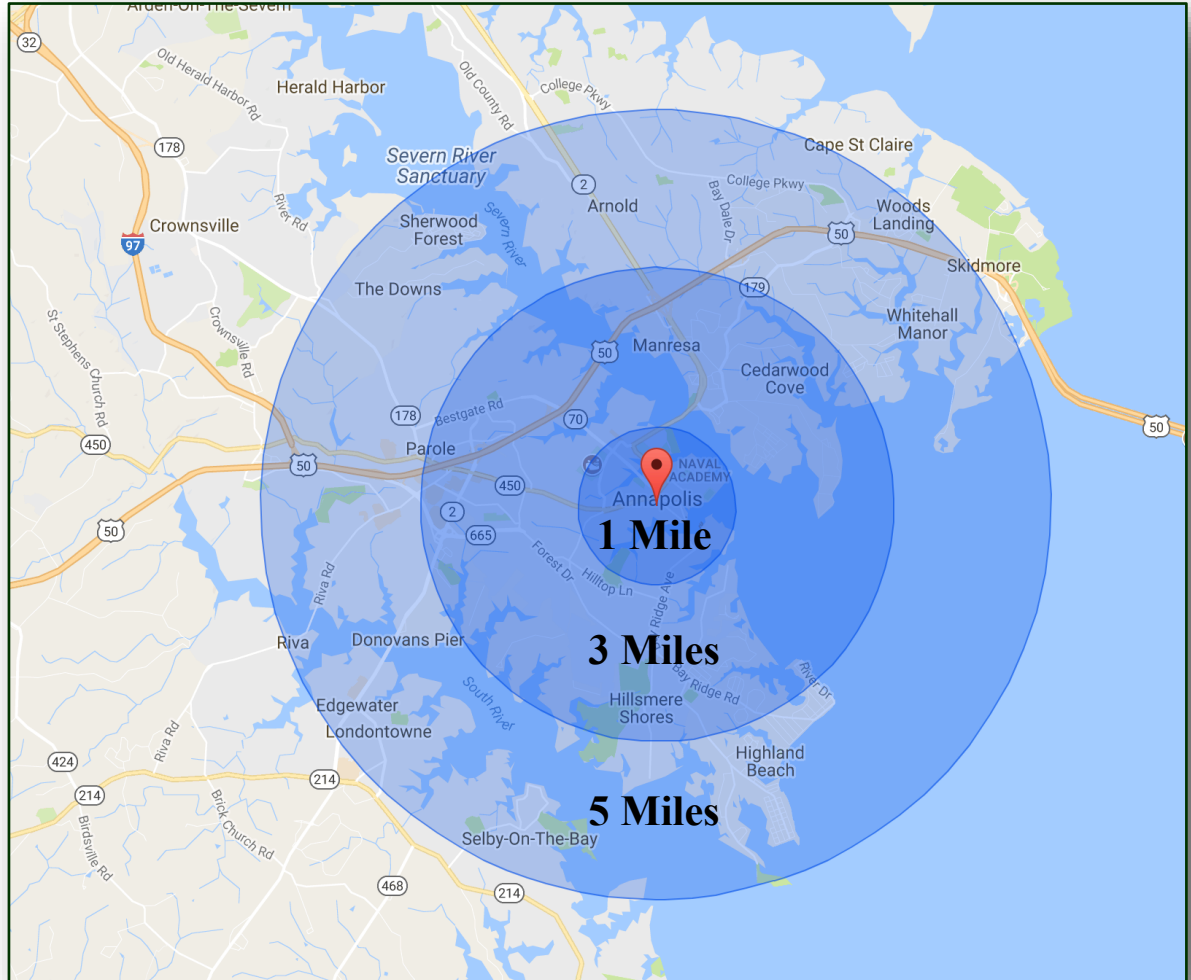 Arden-On-The-Severn
32
Old Herald Harbor Rd
Herald Harbor
Old County Rd
College Pkwy
178
Severn River
Sanctuary
Cape St Claire
2
College Pkwy
Arnold
Bay Dale Dr
Woods
Landing
River Rd
Crownsville
Sherwood
Forest
Severn River
50
97
Skidmore
The Downs
179
St Stephens Church Rd
Crownsville Rd
Whitehall
Manor
50
Manresa
Cedarwood
Cove
178
Bestgate Rd
70
50
450
Parole
50
NAVAL
ACADEMY
450
Annapolis
2
50
665
1 Mile
Forest Dr
Hilltop Ln
Riva Rd
Ridge Ave
Riva
Donovans Pier
3 Miles
Bay Ridge Rd
River Dr
South River
Hillsmere
Shores
Edgewater
Londontowne
Riva Rd
424
Highland
Beach
214
214
5 Miles
Brick Church Rd
Birdsville Rd
Selby-On-The-Bay
468
214